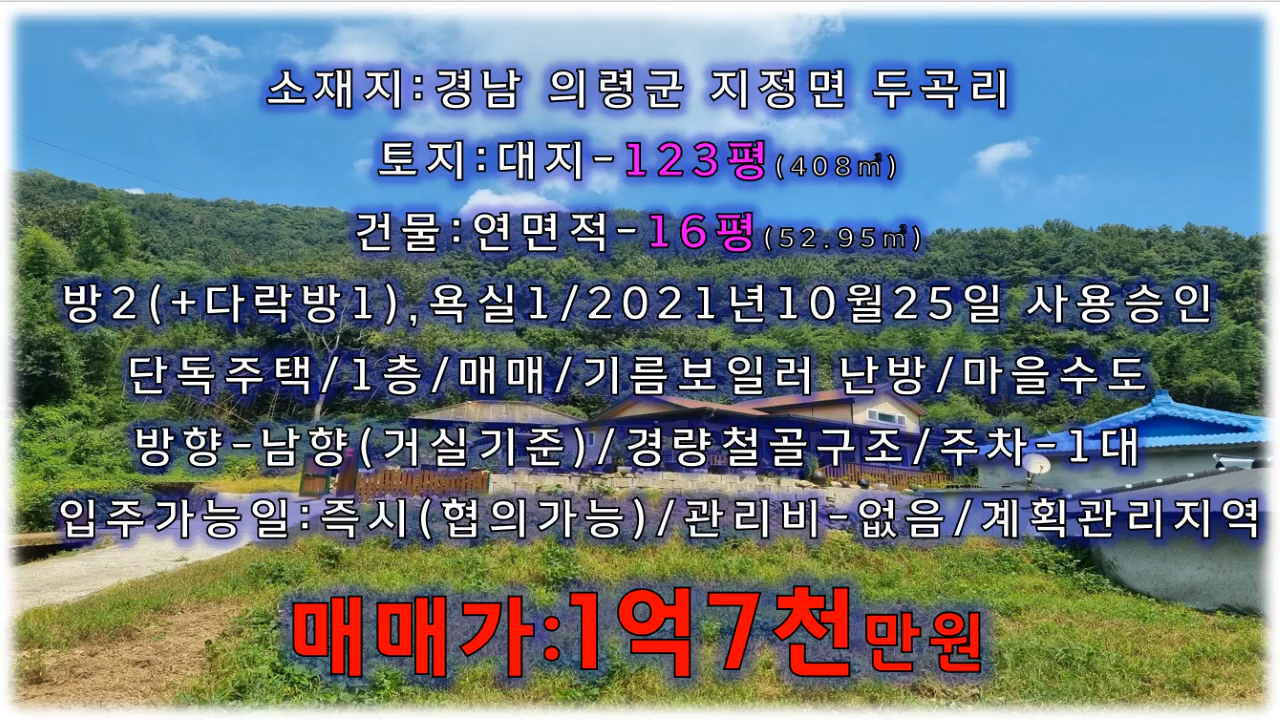 소재지:경남 의령군 지정면 두곡리
토지:대지-123평(408㎡)
건물:연면적-16평(52.95㎡)
방2(+다락방1),욕실1/2021년10월25일 사용승인
단독주택/1층/매매/기름보일러 난방/마을수도
방향-남향(거실기준)/경량철골구조/주차-1대
입주가능일:즉시(협의가능)/관리비-없음/계획관리지역
매매가:1억7천만원